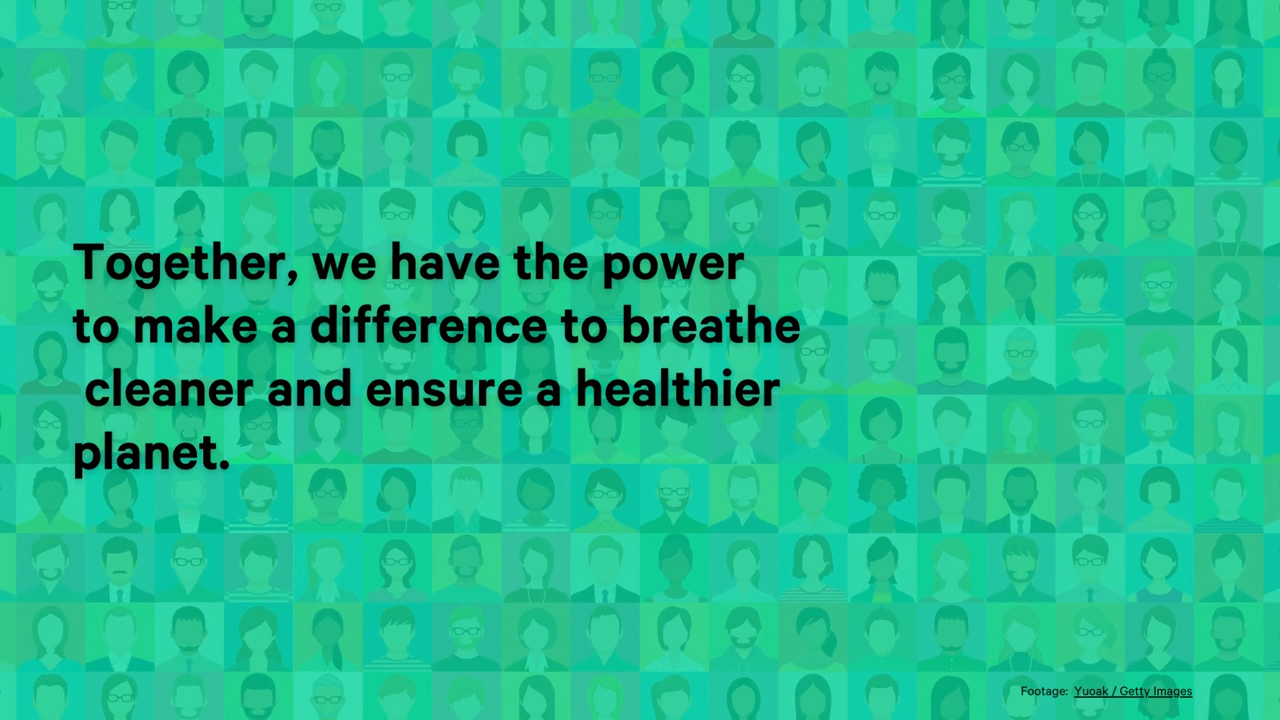 Together, we have the power
to make a difference to breathe
cleaner and ensure a healthier
planet.
Footage: Yuoak / Getty Images